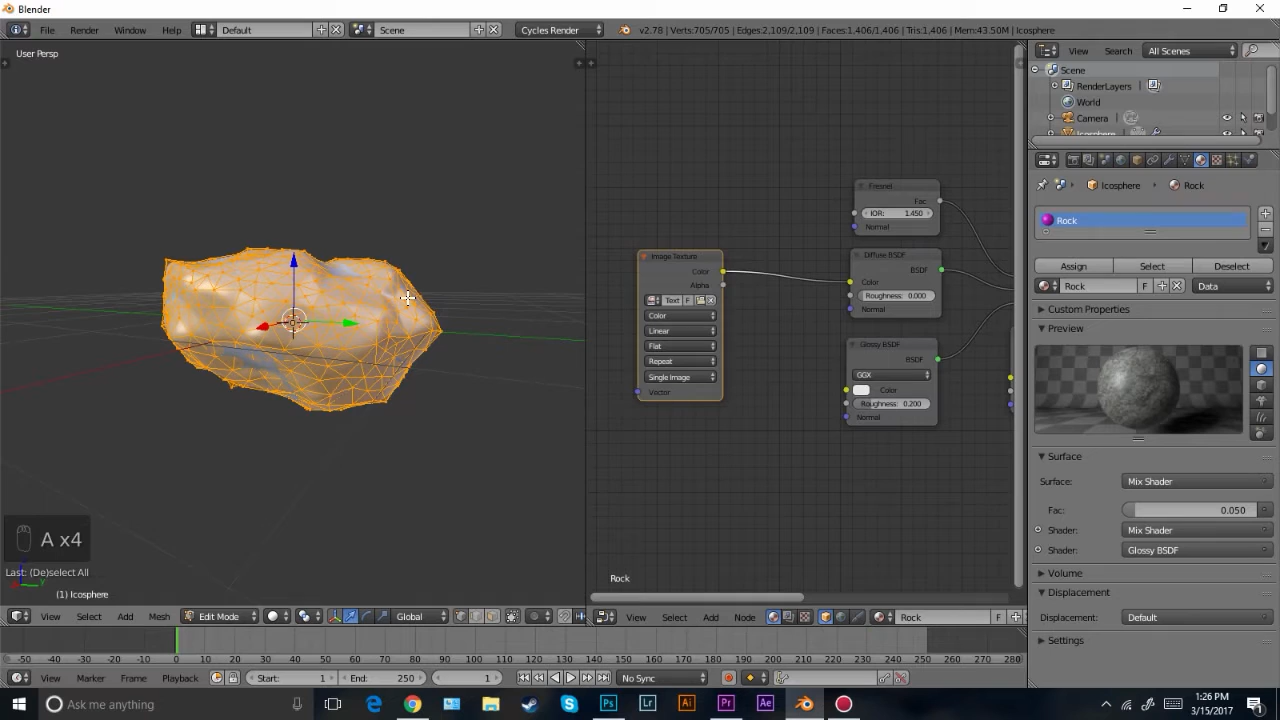 Blender
File Render Window Help Default Scene Cycles Render v2.78 | Verts:705/705 | Edges:2,109/2,109 | Faces:1,406/1,406 | Tris:1,406 | Mem:43.50M | Icosphere
User Persp
View Search All Scenes
Scene
RenderLayers
World
Camera
Icosphere
Icosphere Rock
Rock
Assign Select Deselect
Rock F Data
Custom Properties
Preview
Surface
Surface: Mix Shader
Fac: 0.050
Shader: Mix Shader
Shader: Glossy BSDF
Volume
Displacement
Displacement: Default
Settings
Fresnel
Fac
IOR: 1.450
Normal
Image Texture
Color
Alpha
Text F
Color
Linear
Flat
Repeat
Single Image
Vector
Diffuse BSDF
BSDF
Color
Roughness: 0.000
Normal
Glossy BSDF
BSDF
GGX
Color
Roughness: 0.200
Normal
Rock
A x4
Last: (De)select All
(1) Icosphere
View Select Add Mesh Edit Mode Global
View Select Add Node Rock F
-50 -40 -30 -20 -10 0 10 20 30 40 50 60 70 80 90 100 110 120 130 140 150 160 170 180 190 200 210 220 230 240 250 260 270 280
View Marker Frame Playback Start: 1 End: 250 1 No Sync
Ask me anything
Ps Lr Ai Pr Ae
1:26 PM
3/15/2017